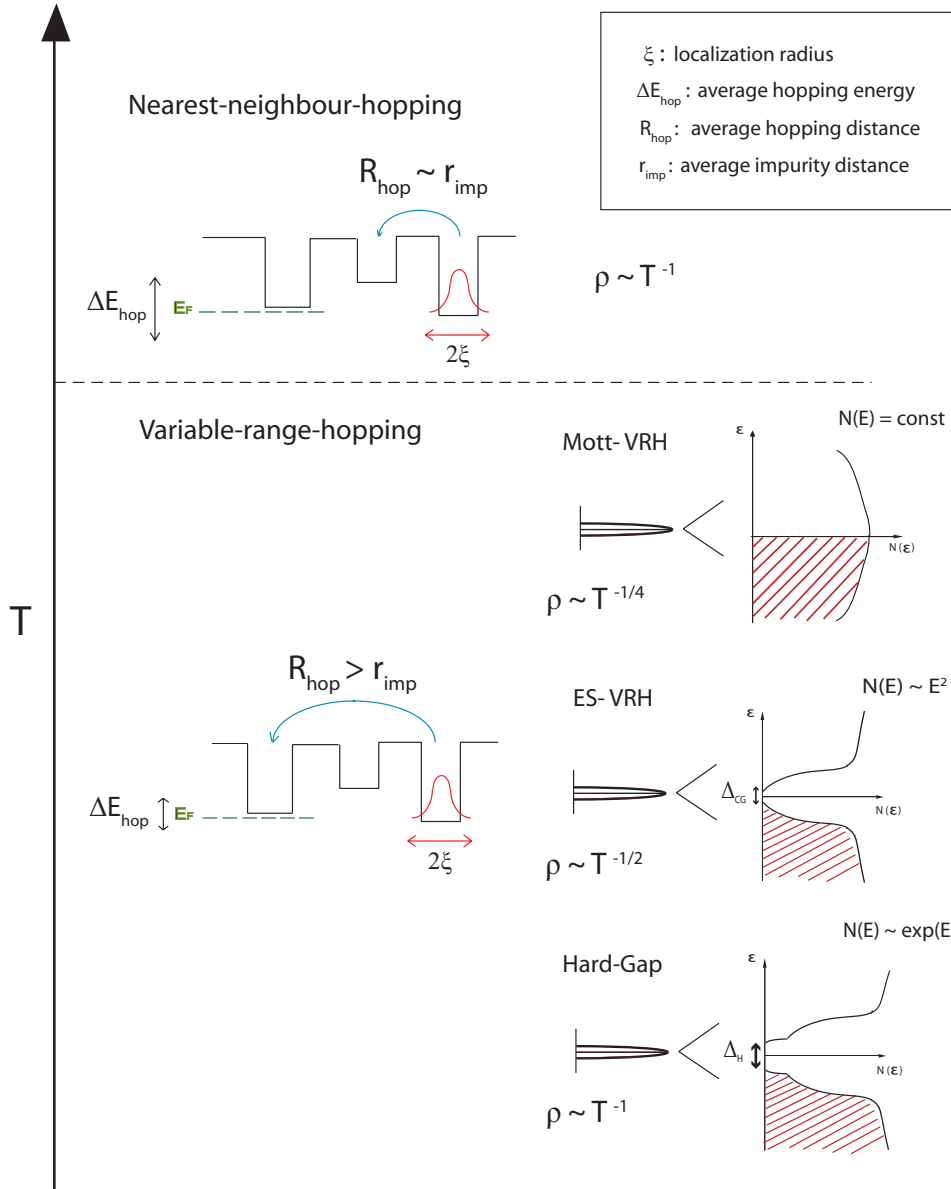 ξ : localization radius
ΔE_hop : average hopping energy
R_hop : average hopping distance
r_imp : average impurity distance
Nearest-neighbour-hopping
R_hop ~ r_imp
ρ ~ T⁻¹
ΔE_hop
E_F
2ξ
Variable-range-hopping
T
Mott- VRH
N(E) = const
ε
N(ε)
ρ ~ T^-1/4
R_hop > r_imp
ΔE_hop
E_F
2ξ
ES- VRH
N(E) ~ E²
ε
Δ_CG
N(ε)
ρ ~ T^-1/2
Hard-Gap
N(E) ~ exp(E
ε
Δ_H
N(ε)
ρ ~ T⁻¹